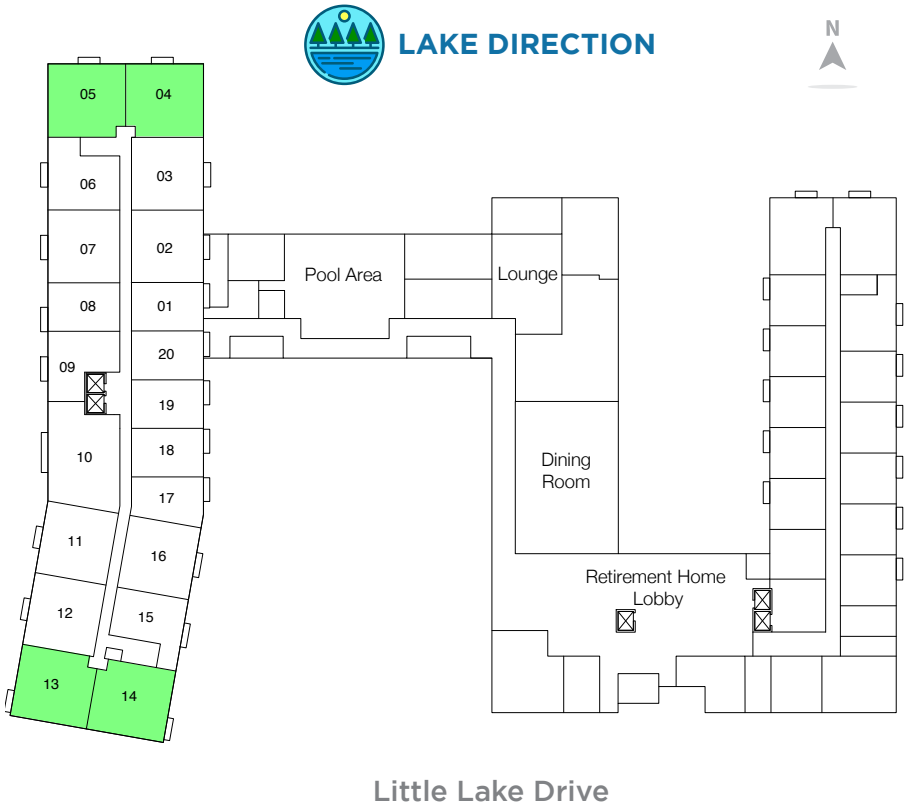 LAKE DIRECTION
N
05
04
06
03
07
02
Pool Area
Lounge
08
01
20
09
19
10
18
17
Dining
Room
11
16
12
15
Retirement Home
Lobby
13
14
Little Lake Drive